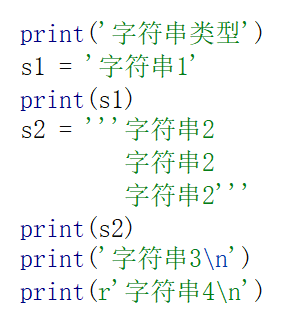 print('字符串类型')
s1 = '字符串1'
print(s1)
s2 = '''字符串2
        字符串2
        字符串2'''
print(s2)
print('字符串3\n')
print(r'字符串4\n')